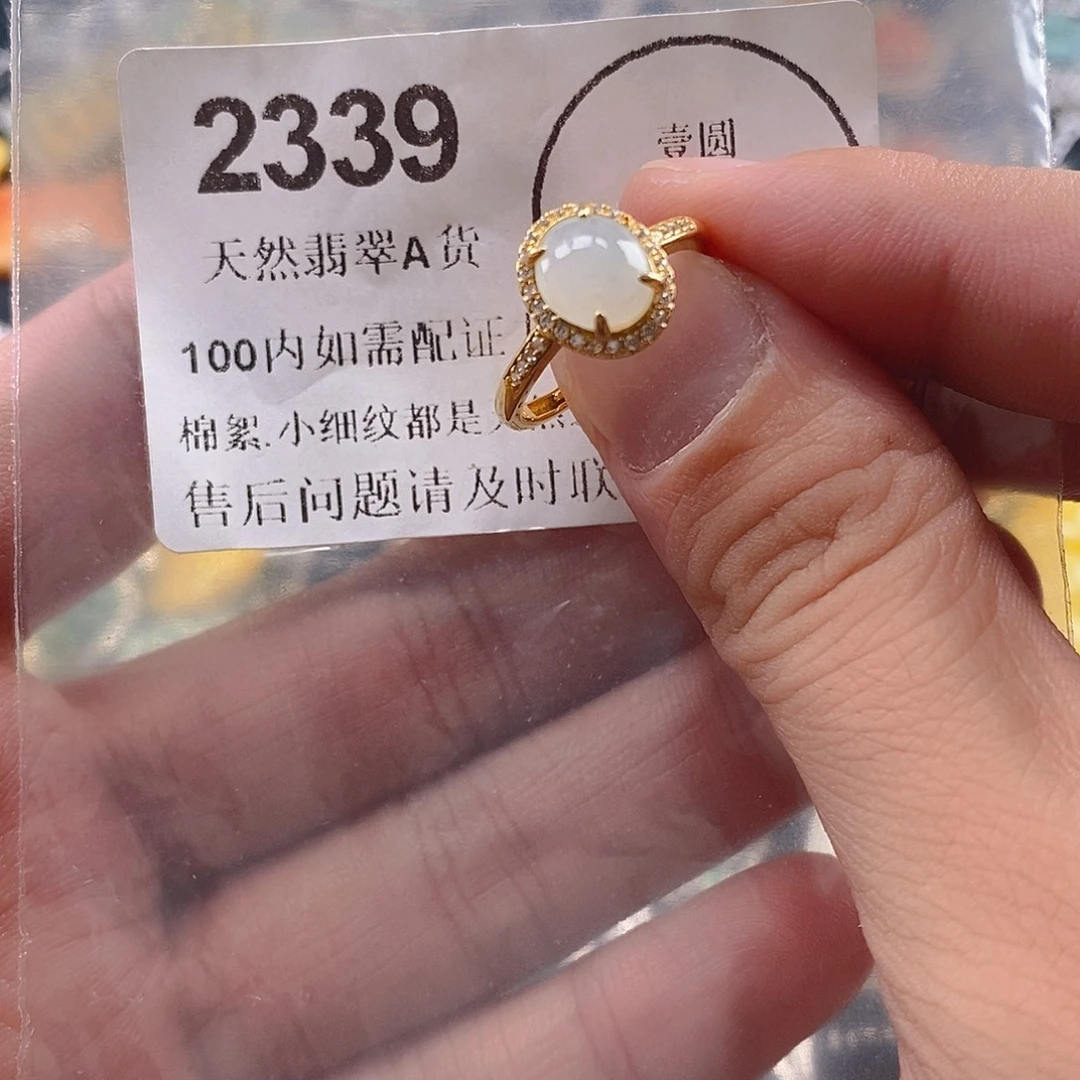 2339
壹圆
天然翡翠A货
100内如需配证
棉絮.小细纹都是
售后问题请及时联